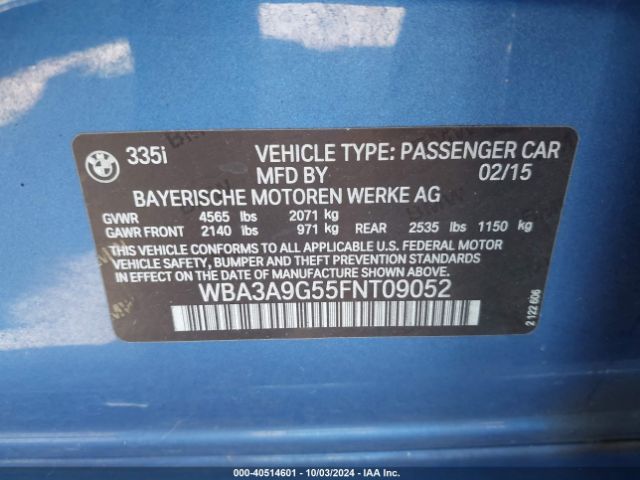 BMW
335i VEHICLE TYPE: PASSENGER CAR
MFD BY 02/15
BAYERISCHE MOTOREN WERKE AG
GVWR 4565 lbs 2071 kg
GAWR FRONT 2140 lbs 971 kg REAR 2535 lbs 1150 kg
THIS VEHICLE CONFORMS TO ALL APPLICABLE U.S. FEDERAL MOTOR
VEHICLE SAFETY, BUMPER AND THEFT PREVENTION STANDARDS
IN EFFECT ON THE DATE OF MANUFACTURE SHOWN ABOVE.
WBA3A9G55FNT09052
2 122 606
IAA - 40514601 - 10/03/2024 - IAAI.COM